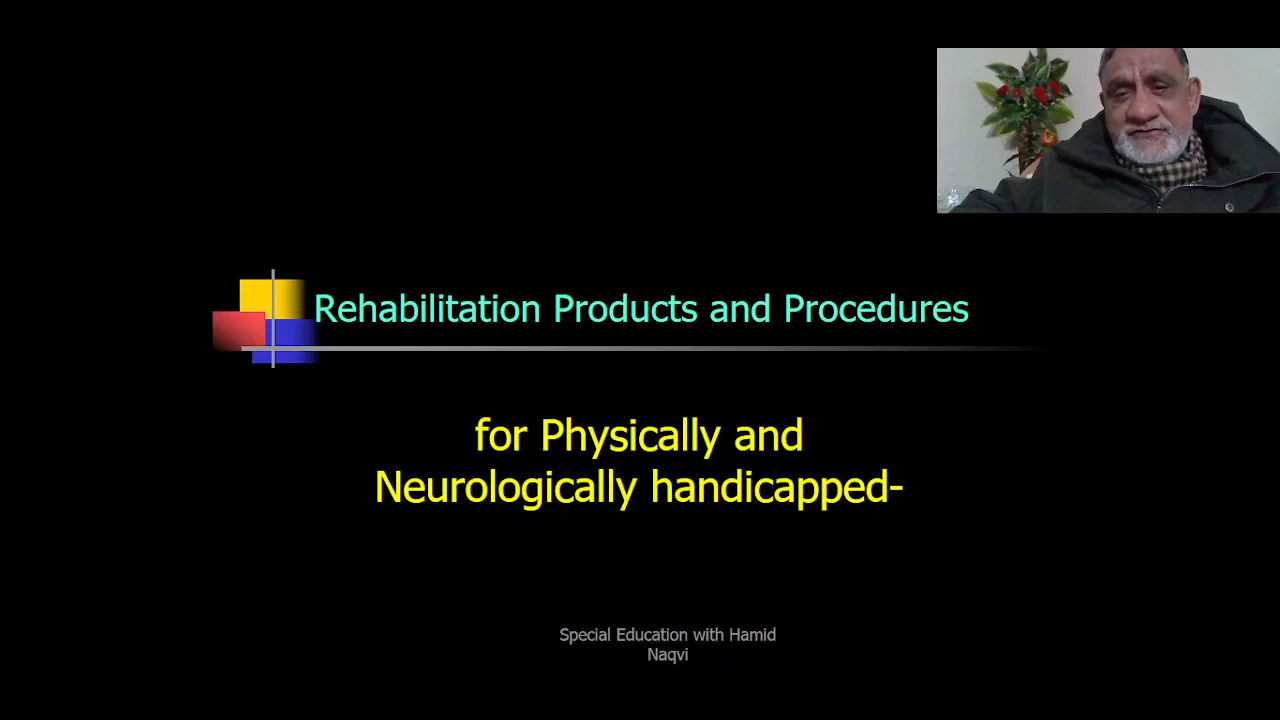 Rehabilitation Products and Procedures
for Physically and
Neurologically handicapped-
Special Education with Hamid
Naqvi